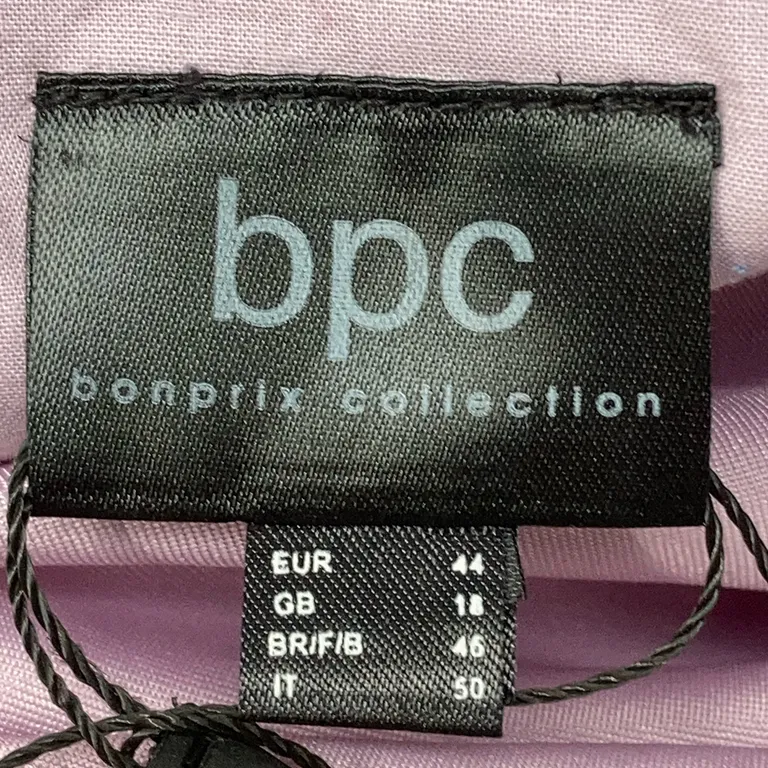 bpc
bonprix collection
EUR 44
GB 18
BR/F/B 46
IT 50